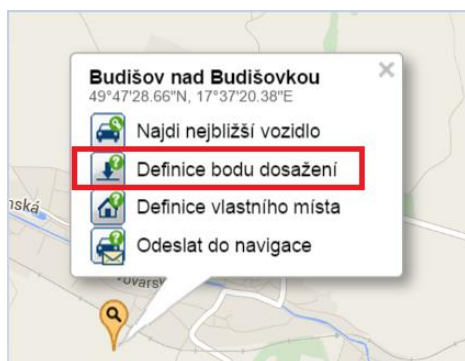 Budišov nad Budišovkou
49°47'28.66"N, 17°37'20.38"E
Najdi nejbližší vozidlo
Definice bodu dosažení
Definice vlastního místa
Odeslat do navigace